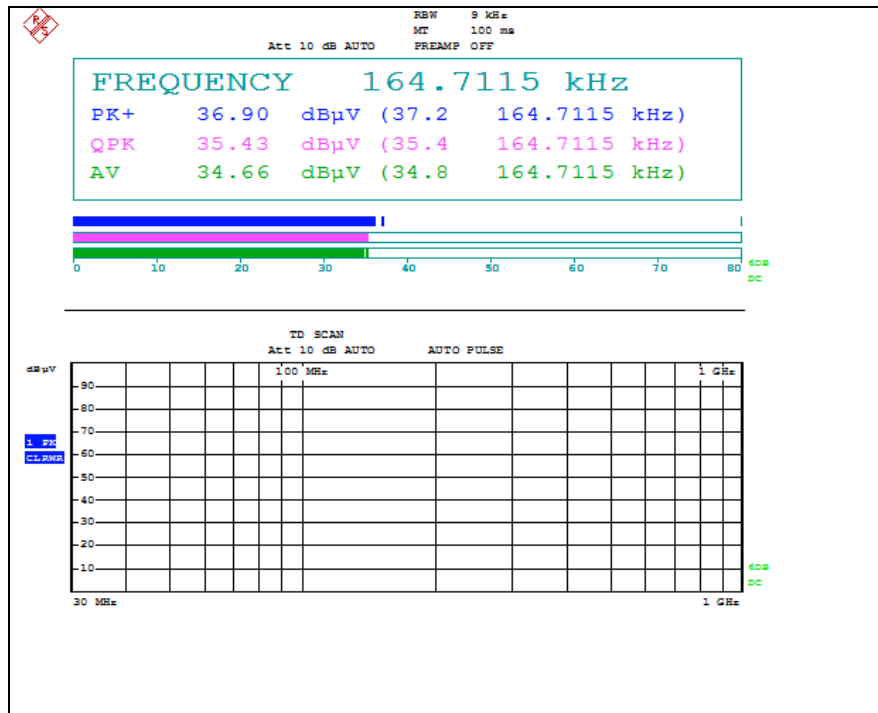 R S
RBW 9 kHz
MT 100 ms
Att 10 dB AUTO PREAMP OFF
FREQUENCY 164.7115 kHz
PK+ 36.90 dBµV (37.2 164.7115 kHz)
QPK 35.43 dBµV (35.4 164.7115 kHz)
AV 34.66 dBµV (34.8 164.7115 kHz)
0 10 20 30 40 50 60 70 80
6DB
DC
TD SCAN
Att 10 dB AUTO AUTO PULSE
dBµV
100 MHz 1 GHz
90
80
70
1 PK
CLRWR
60
50
40
30
20
10
6DB
DC
30 MHz 1 GHz